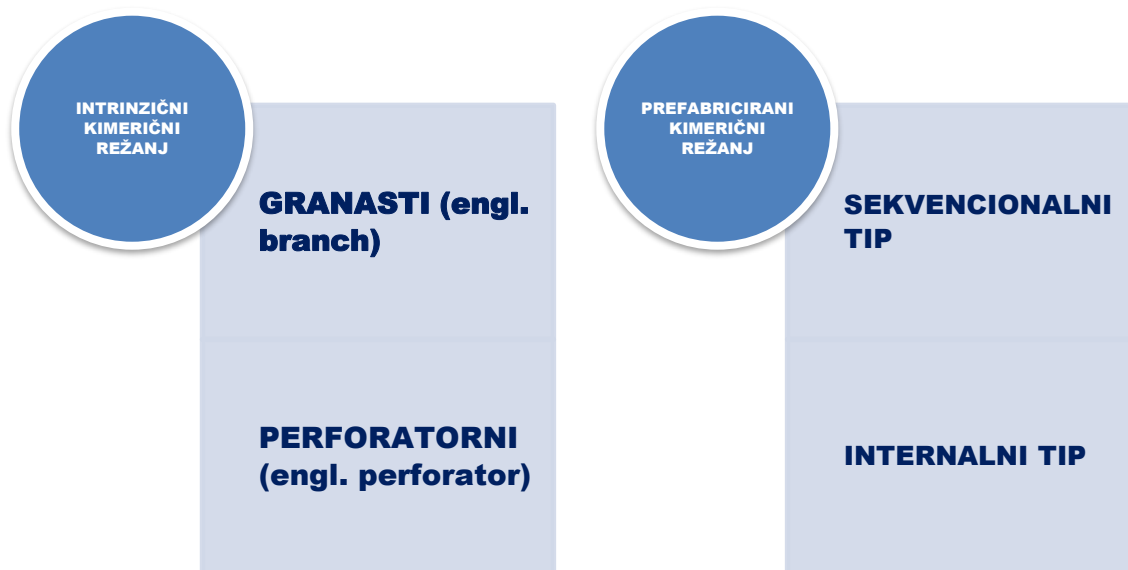 INTRINZIČNI
KIMERIČNI
REŽANJ
GRANASTI (engl.
branch)
PERFORATORNI
(engl. perforator)
PREFABRICIRANI
KIMERIČNI
REŽANJ
SEKVENCIONALNI
TIP
INTERNALNI TIP